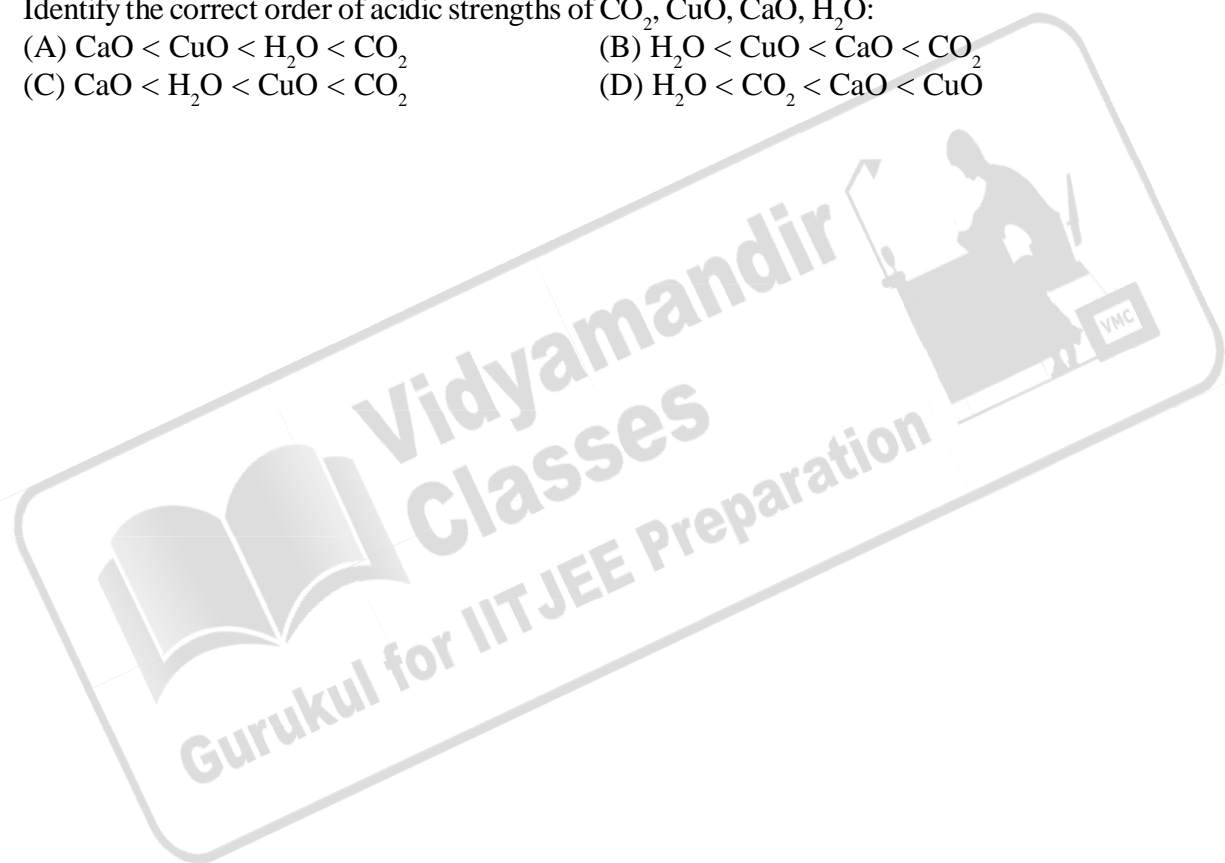 Identify the correct order of acidic strengths of CO₂, CuO, CaO, H₂O:
(A) CaO < CuO < H₂O < CO₂ (B) H₂O < CuO < CaO < CO₂
(C) CaO < H₂O < CuO < CO₂ (D) H₂O < CO₂ < CaO < CuO
Vidyamandir
Classes
Gurukul for IITJEE Preparation
VMC